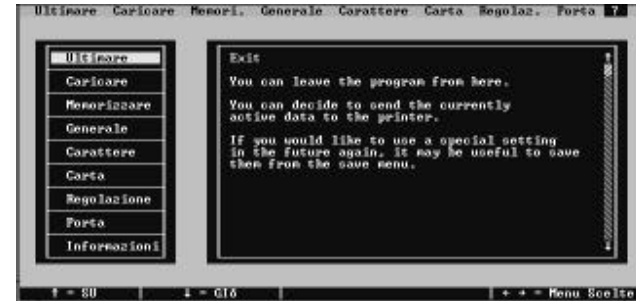 Ultimare Caricare Memori. Generale Carattere Carta Regolaz. Porta ?
Ultimare
Caricare
Memorizzare
Generale
Carattere
Carta
Regolazione
Porta
Informazioni
Exit
You can leave the program from here.
You can decide to send the currently
active data to the printer.
If you would like to use a special setting
in the future again, it may be useful to save
them from the save menu.
↑ = SU ↓ = GIÙ ← → = Menu Scelte